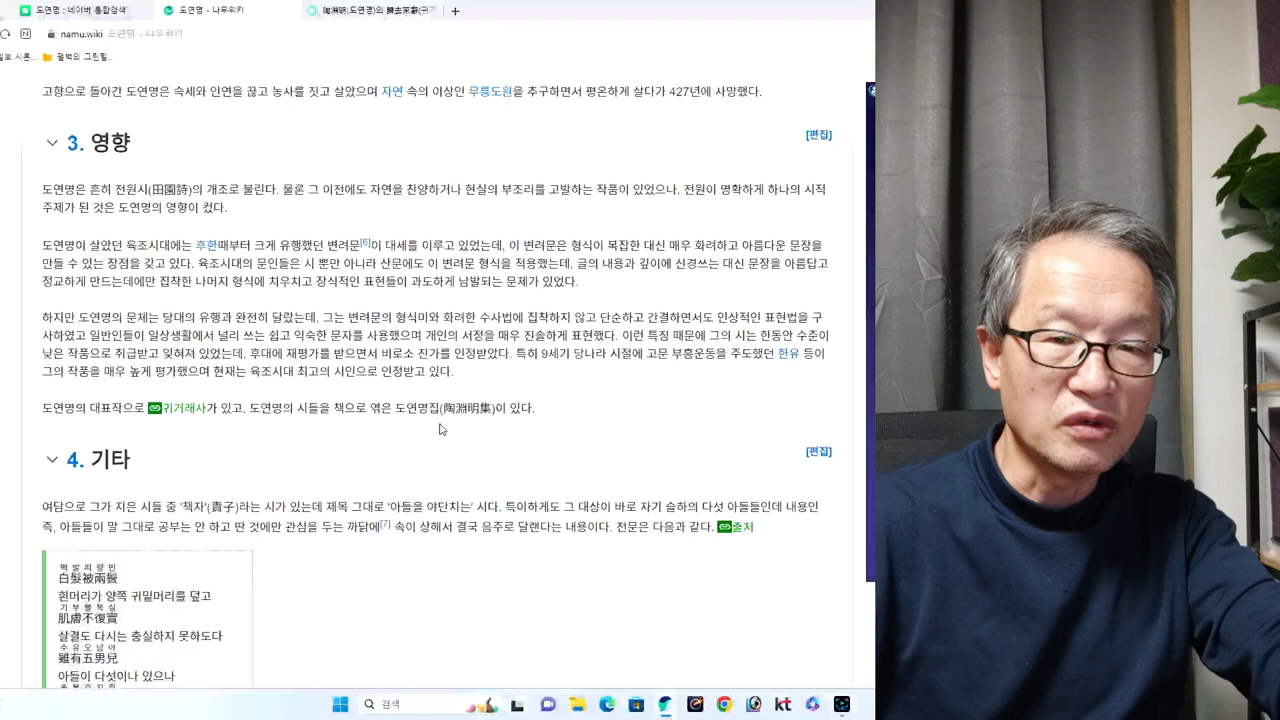 도연명 : 네이버 통합검색
도연명 - 나무위키
陶淵明(도연명)의 歸去來辭(귀거
namu.wiki 도연명 - 나무위키
고향으로 돌아간 도연명은 속세와 인연을 끊고 농사를 짓고 살았으며 자연 속의 이상인 무릉도원을 추구하면서 평온하게 살다가 427년에 사망했다.
3. 영향
[편집]
도연명은 흔히 전원시(田園詩)의 개조로 불린다. 물론 그 이전에도 자연을 찬양하거나 현실의 부조리를 고발하는 작품이 있었으나, 전원이 명확하게 하나의 시적
주제가 된 것은 도연명의 영향이 컸다.
도연명이 살았던 육조시대에는 후한때부터 크게 유행했던 변려문[6]이 대세를 이루고 있었는데, 이 변려문은 형식이 복잡한 대신 매우 화려하고 아름다운 문장을
만들 수 있는 장점을 갖고 있다. 육조시대의 문인들은 시 뿐만 아니라 산문에도 이 변려문 형식을 적용했는데, 글의 내용과 깊이에 신경쓰는 대신 문장을 아름답고
정교하게 만드는데에만 집착한 나머지 형식에 치우치고 장식적인 표현들이 과도하게 남발되는 문제가 있었다.
하지만 도연명의 문체는 당대의 유행과 완전히 달랐는데, 그는 변려문의 형식미와 화려한 수사법에 집착하지 않고 단순하고 간결하면서도 인상적인 표현법을 구
사하였고 일반인들이 일상생활에서 널리 쓰는 쉽고 익숙한 문자를 사용했으며 개인의 서정을 매우 진솔하게 표현했다. 이런 특징 때문에 그의 시는 한동안 수준이
낮은 작품으로 취급받고 잊혀져 있었는데, 후대에 재평가를 받으면서 비로소 진가를 인정받았다. 특히 9세기 당나라 시절에 고문 부흥운동을 주도했던 한유 등이
그의 작품을 매우 높게 평가했으며 현재는 육조시대 최고의 시인으로 인정받고 있다.
도연명의 대표작으로 귀거래사가 있고, 도연명의 시들을 책으로 엮은 도연명집(陶淵明集)이 있다.
4. 기타
[편집]
여담으로 그가 지은 시들 중 '책자'(責子)라는 시가 있는데 제목 그대로 '아들을 야단치는' 시다. 특이하게도 그 대상이 바로 자기 슬하의 다섯 아들들인데 내용인
즉, 아들들이 말 그대로 공부는 안 하고 딴 것에만 관심을 두는 까닭에[7] 속이 상해서 결국 음주로 달랜다는 내용이다. 전문은 다음과 같다. 출처
백 발 피 량 빈
白髮被兩鬢
흰머리가 양쪽 귀밑머리를 덮고
기 부 불 복 실
肌膚不復實
살결도 다시는 충실하지 못하도다
수 유 오 남 아
雖有五男兒
아들이 다섯이나 있으나
검색
kt